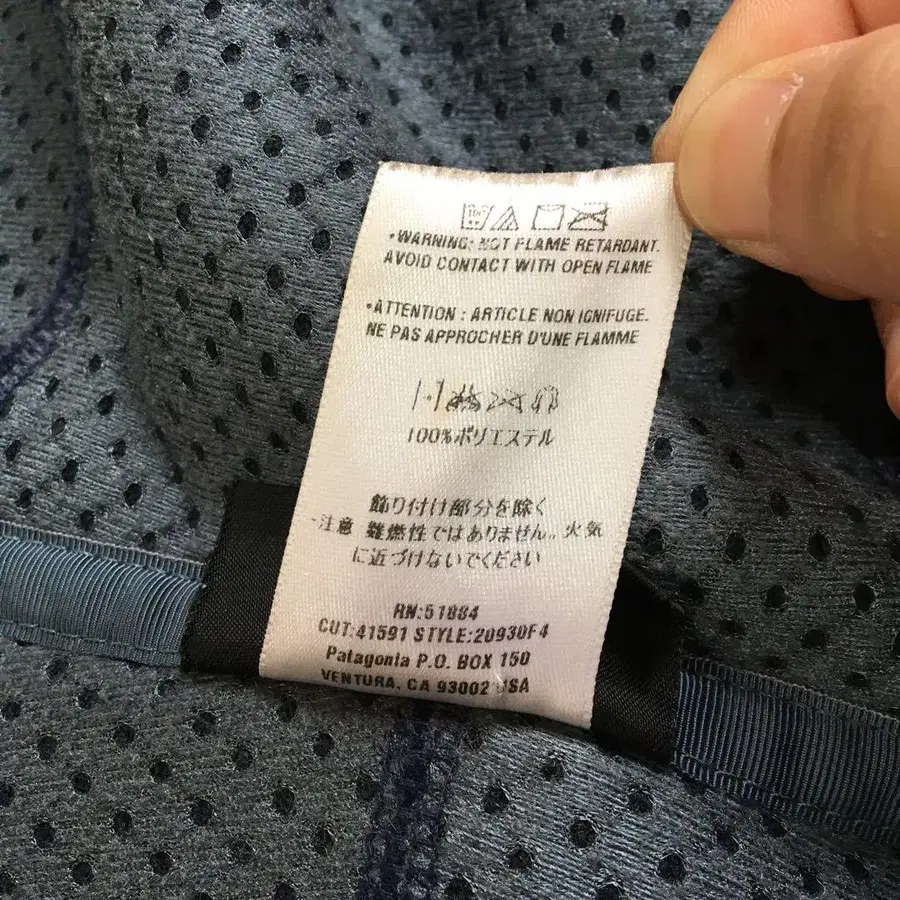 •WARNING: NOT FLAME RETARDANT.
AVOID CONTACT WITH OPEN FLAME
•ATTENTION : ARTICLE NON IGNIFUGE.
NE PAS APPROCHER D'UNE FLAMME
100%ポリエステル
飾り付け部分を除く
・注意 難燃性ではありません。火気
に近づけないでください
RN:51884
CUT:41591 STYLE:20930F4
Patagonia P.O. BOX 150
VENTURA, CA 93002 USA